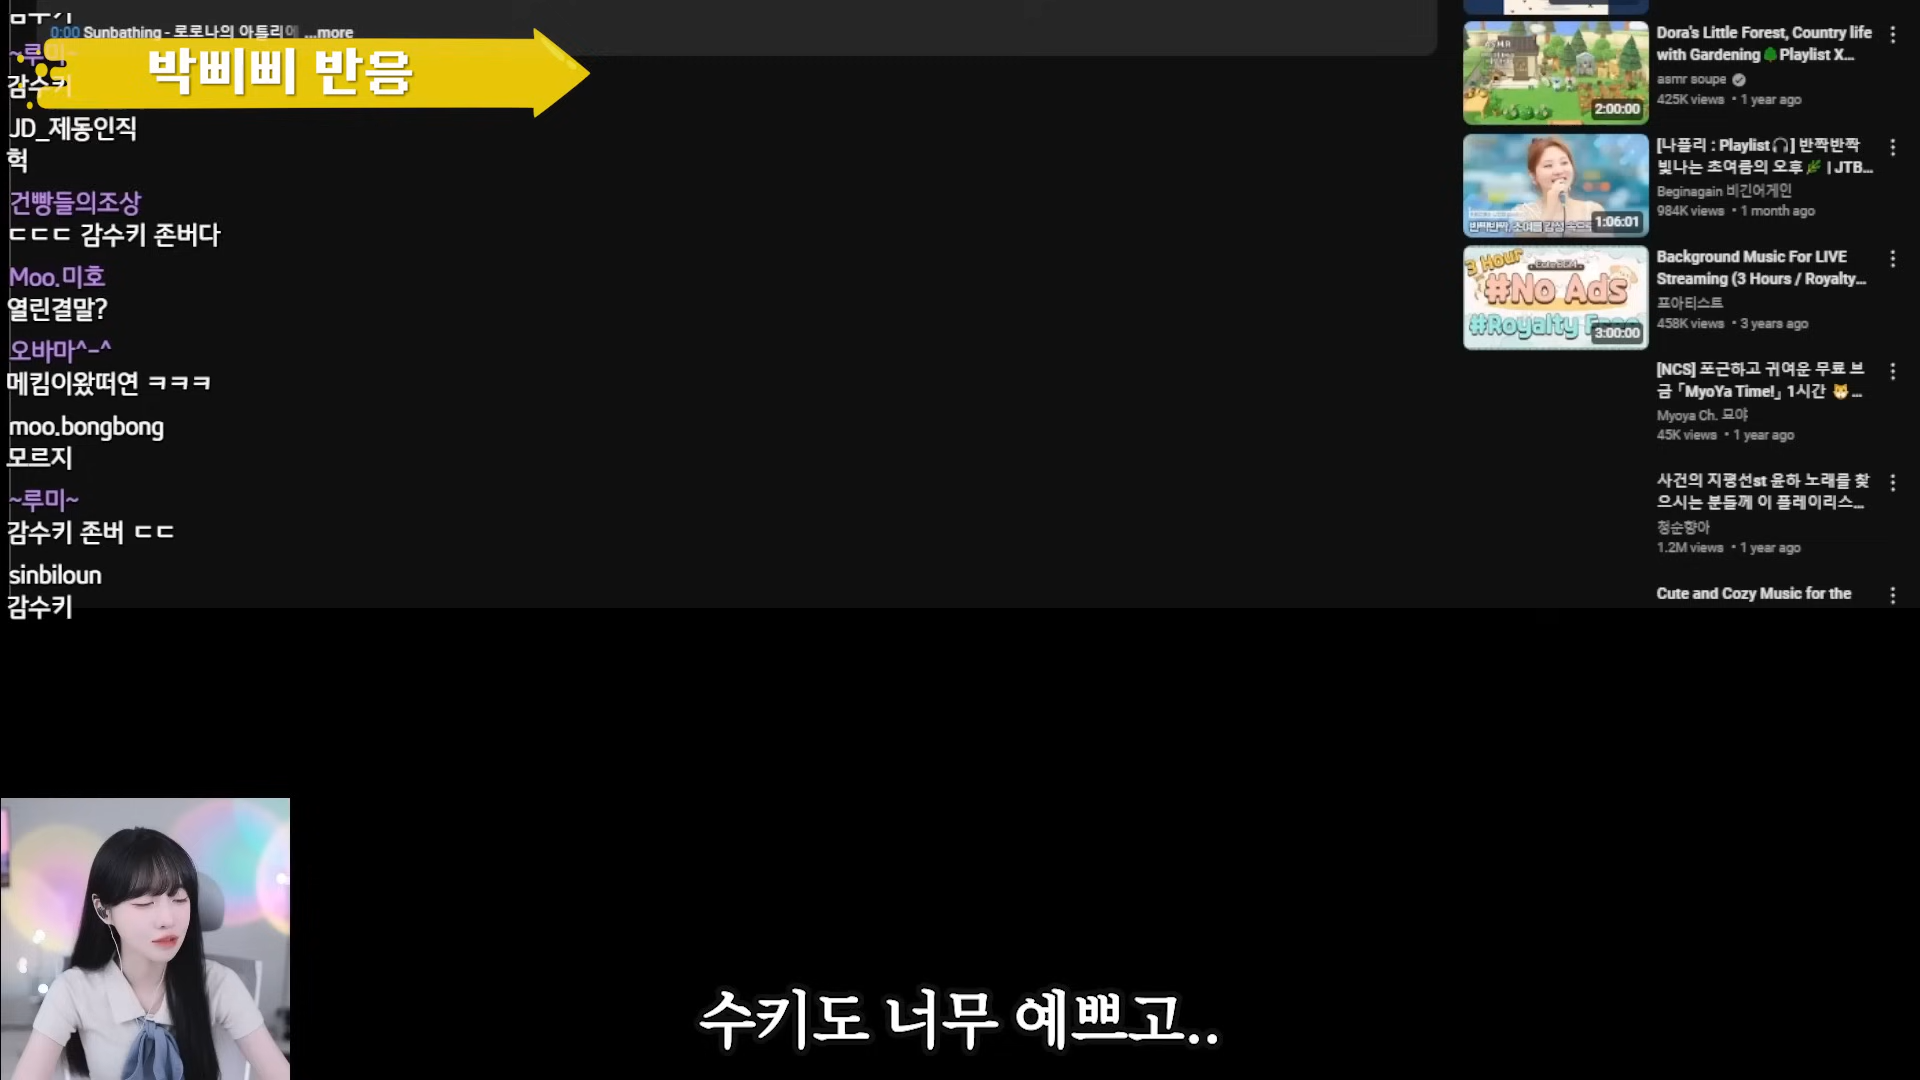 0:00 Sunbathing - 로로나의 아틀리에 ...more
박삐삐 반응
~루미~
감수키
JD_제동인직
헉
건빵들의조상
ㄷㄷㄷ 감수키 존버다
Moo.미호
열린결말?
오바마^-^
메킴이왔떠연 ㅋㅋㅋ
moo.bongbong
모르지
~루미~
감수키 존버 ㄷㄷ
sinbiloun
감수키
2:00:00
Dora's Little Forest, Country life
with Gardening🌳Playlist X...
asmr soupe
425K views • 1 year ago
1:06:01
[나플리 : Playlist🎧] 반짝반짝
빛나는 초여름의 오후🌿 | JTB...
Beginagain 비긴어게인
984K views • 1 month ago
3 Hour
#No Ads
#Royalty Free
3:00:00
Background Music For LIVE
Streaming (3 Hours / Royalty...
포아티스트
458K views • 3 years ago
[NCS] 포근하고 귀여운 무료 브
금 「MyoYa Time!」 1시간 🐱...
Myoya Ch. 묘야
45K views • 1 year ago
사건의 지평선st 윤하 노래를 찾
으시는 분들께 이 플레이리스...
청순향아
1.2M views • 1 year ago
Cute and Cozy Music for the
수키도 너무 예쁘고..